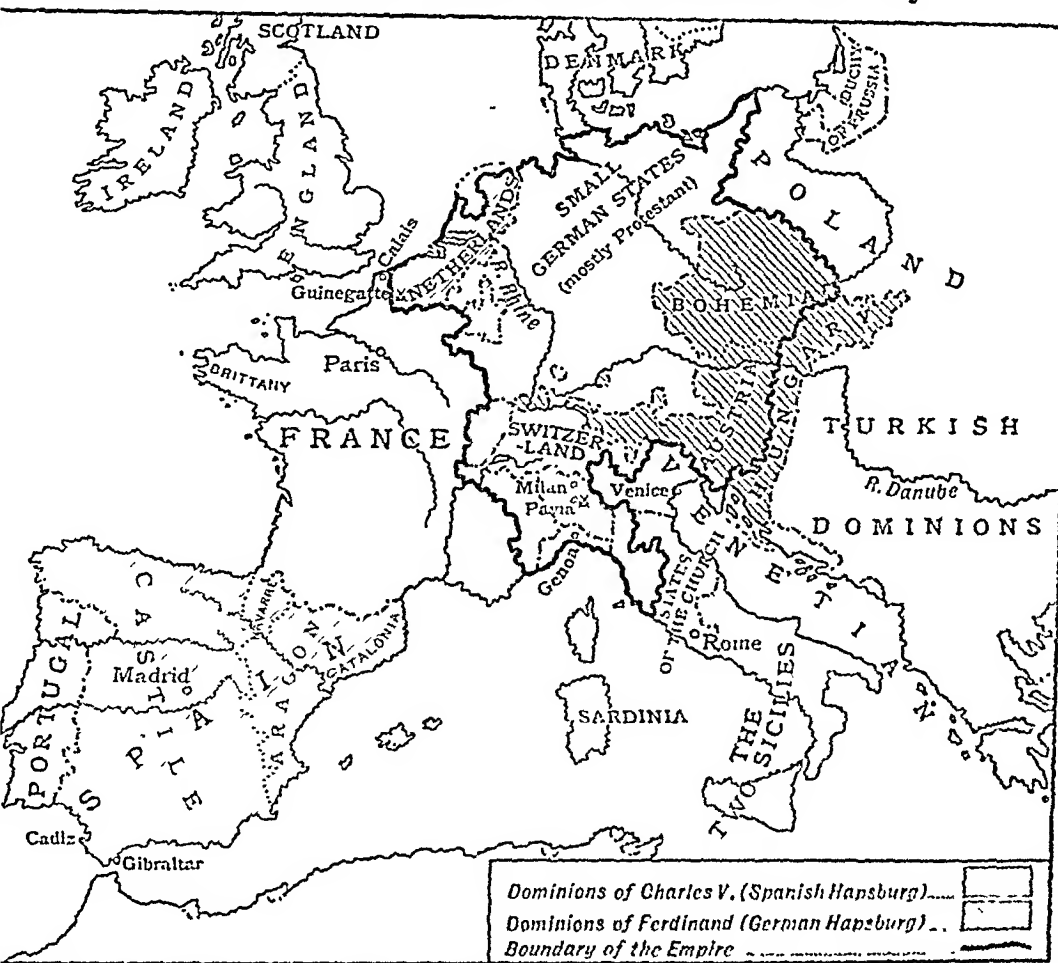 SCOTLAND
DENMARK
DUCHY
OF PRUSSIA
IRELAND
ENGLAND
SMALL
GERMAN STATES
(mostly Protestant)
POLAND
Calais
NETHERLANDS
Guinegatte
R. Rhine
BOHEMIA
Paris
BRITTANY
HUNGARY
AUSTRIA
FRANCE
SWITZER
-LAND
TURKISH
Milan
Pavia
Venice
R. Danube
DOMINIONS
VENETIAN
Genoa
STATES
OF THE CHURCH
Rome
NAVARRE
CASTILE
ARAGON
CATALONIA
PORTUGAL
Madrid
SPAIN
SARDINIA
THE
TWO SICILIES
Cadiz
Gibraltar
Dominions of Charles V. (Spanish Hapsburg)
Dominions of Ferdinand (German Hapsburg)
Boundary of the Empire